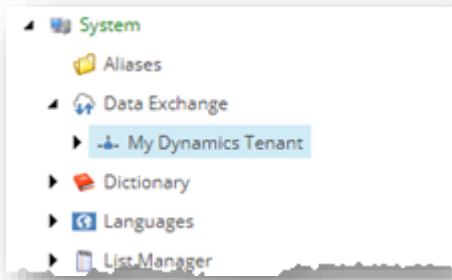 System
Aliases
Data Exchange
My Dynamics Tenant
Dictionary
Languages
List Manager